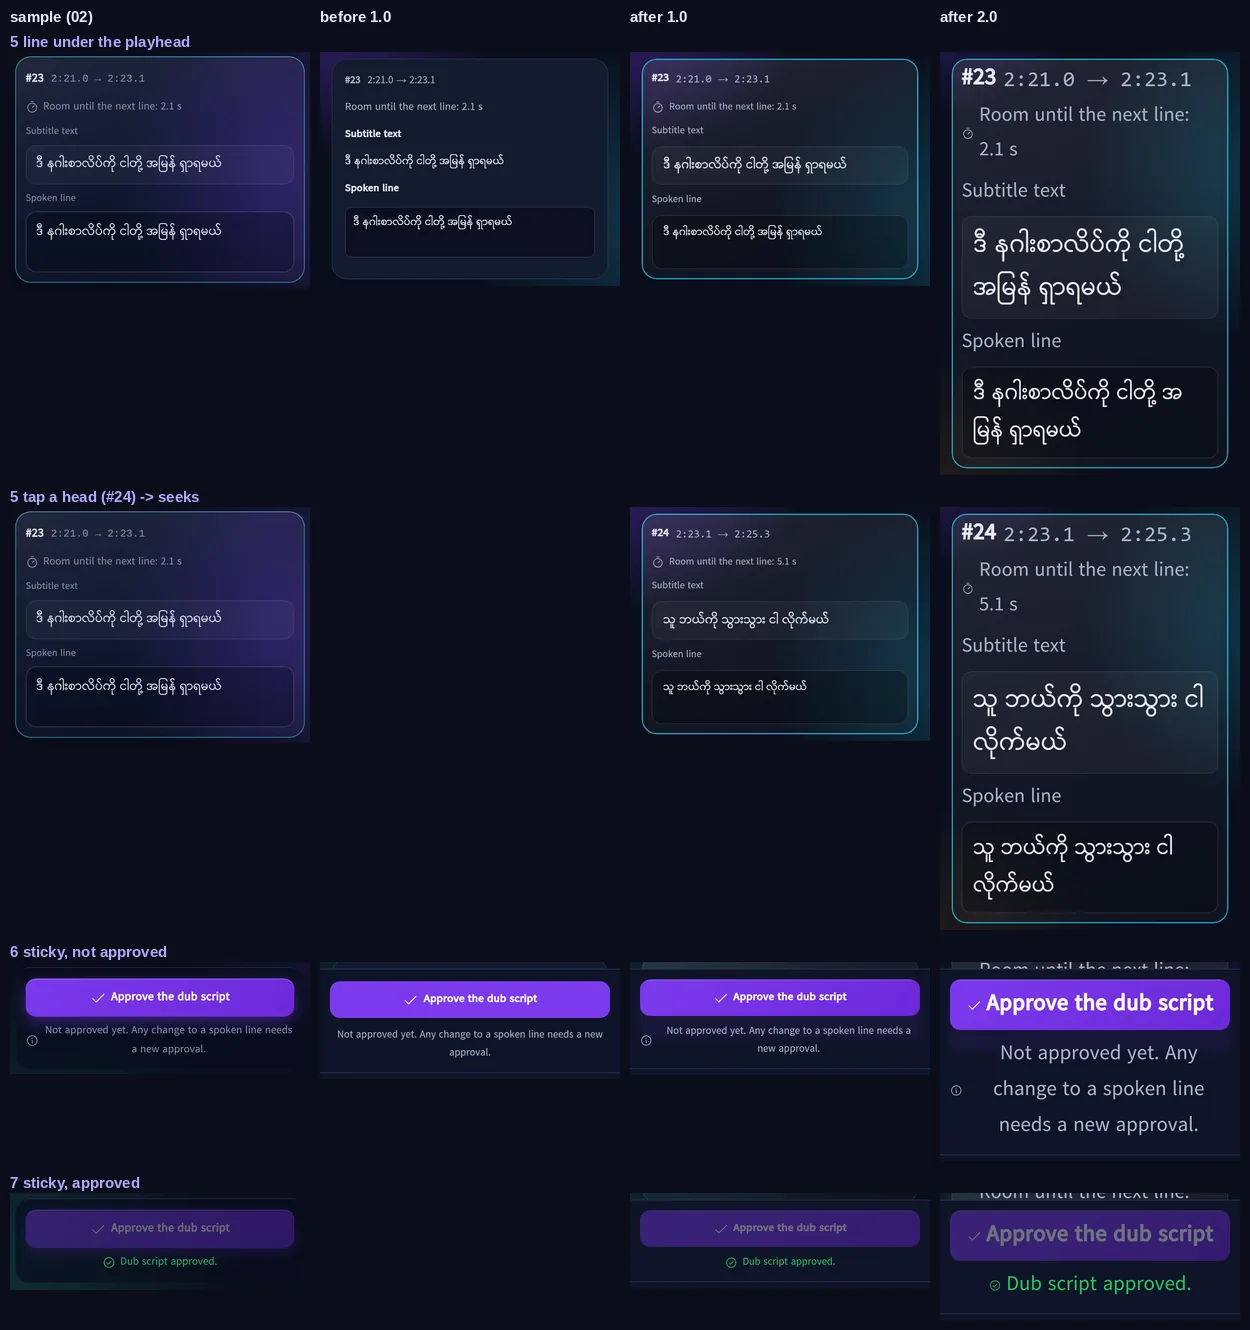 sample (02)
before 1.0
after 1.0
after 2.0
5 line under the playhead
#23 2:21.0 → 2:23.1
Room until the next line: 2.1 s
Subtitle text
ဒီ နဂါးစာလိပ်ကို ငါတို့ အမြန် ရှာရမယ်
Spoken line
ဒီ နဂါးစာလိပ်ကို ငါတို့ အမြန် ရှာရမယ်
#23 2:21.0 → 2:23.1
Room until the next line: 2.1 s
Subtitle text
ဒီ နဂါးစာလိပ်ကို ငါတို့ အမြန် ရှာရမယ်
Spoken line
ဒီ နဂါးစာလိပ်ကို ငါတို့ အမြန် ရှာရမယ်
#23 2:21.0 → 2:23.1
Room until the next line: 2.1 s
Subtitle text
ဒီ နဂါးစာလိပ်ကို ငါတို့ အမြန် ရှာရမယ်
Spoken line
ဒီ နဂါးစာလိပ်ကို ငါတို့ အမြန် ရှာရမယ်
#23 2:21.0 → 2:23.1
Room until the next line:
2.1 s
Subtitle text
ဒီ နဂါးစာလိပ်ကို ငါတို့
အမြန် ရှာရမယ်
Spoken line
ဒီ နဂါးစာလိပ်ကို ငါတို့ အ
မြန် ရှာရမယ်
5 tap a head (#24) -> seeks
#23 2:21.0 → 2:23.1
Room until the next line: 2.1 s
Subtitle text
ဒီ နဂါးစာလိပ်ကို ငါတို့ အမြန် ရှာရမယ်
Spoken line
ဒီ နဂါးစာလိပ်ကို ငါတို့ အမြန် ရှာရမယ်
#24 2:23.1 → 2:25.3
Room until the next line: 5.1 s
Subtitle text
သူ ဘယ်ကို သွားသွား ငါ လိုက်မယ်
Spoken line
သူ ဘယ်ကို သွားသွား ငါ လိုက်မယ်
#24 2:23.1 → 2:25.3
Room until the next line:
5.1 s
Subtitle text
သူ ဘယ်ကို သွားသွား ငါ
လိုက်မယ်
Spoken line
သူ ဘယ်ကို သွားသွား ငါ
လိုက်မယ်
6 sticky, not approved
Approve the dub script
Not approved yet. Any change to a spoken line needs
a new approval.
Approve the dub script
Not approved yet. Any change to a spoken line needs a new
approval.
Approve the dub script
Not approved yet. Any change to a spoken line needs a
new approval.
Room until the next line:
Approve the dub script
Not approved yet. Any
change to a spoken line
needs a new approval.
7 sticky, approved
Approve the dub script
Dub script approved.
Approve the dub script
Dub script approved.
Room until the next line:
Approve the dub script
Dub script approved.